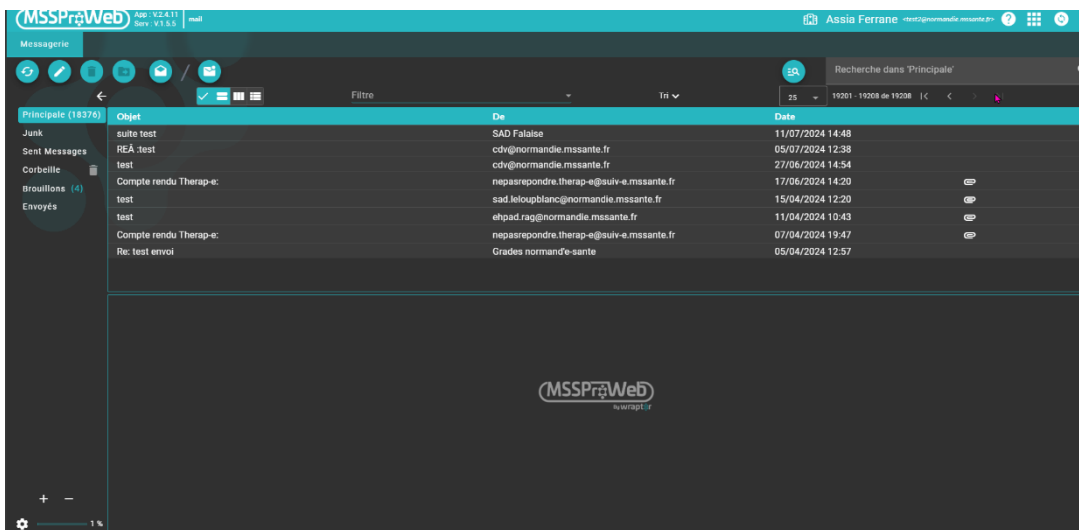 MSSProWeb App : V.2.4.11 Serv : V.1.5.5 mail Assia Ferrane <test2@normandie.mssante.fr> ?
Messagerie
Recherche dans 'Principale'
Filtre Tri 25 19201 - 19208 de 19208
Principale (18376) Objet De Date
Junk suite test SAD Falaise 11/07/2024 14:48
Sent Messages REÂ :test cdv@normandie.mssante.fr 05/07/2024 12:38
Corbeille test cdv@normandie.mssante.fr 27/06/2024 14:54
Brouillons (4) Compte rendu Therap-e: nepasrepondre.therap-e@suiv-e.mssante.fr 17/06/2024 14:20
Envoyés test sad.leloupblanc@normandie.mssante.fr 15/04/2024 12:20
test ehpad.rag@normandie.mssante.fr 11/04/2024 10:43
Compte rendu Therap-e: nepasrepondre.therap-e@suiv-e.mssante.fr 07/04/2024 19:47
Re: test envoi Grades normand'e-sante 05/04/2024 12:57
MSSProWeb
by wraptor
1 %